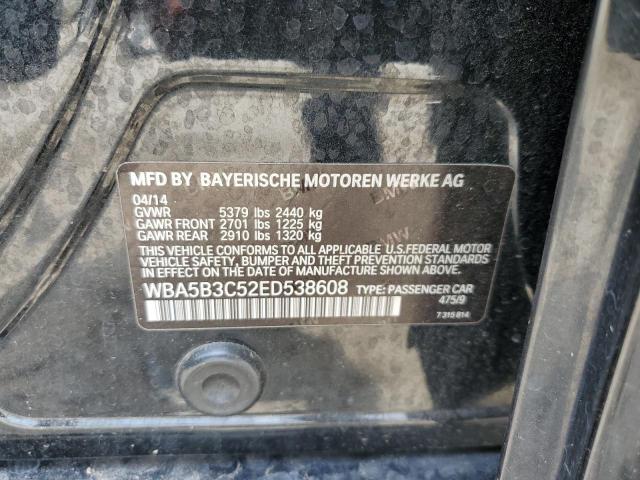 MFD BY BAYERISCHE MOTOREN WERKE AG
04/14
GVWR 5379 lbs 2440 kg
GAWR FRONT 2701 lbs 1225 kg
GAWR REAR 2910 lbs 1320 kg
THIS VEHICLE CONFORMS TO ALL APPLICABLE U.S.FEDERAL MOTOR
VEHICLE SAFETY, BUMPER AND THEFT PREVENTION STANDARDS
IN EFFECT ON THE DATE OF MANUFACTURE SHOWN ABOVE.
WBA5B3C52ED538608 TYPE: PASSENGER CAR
475/9
7 315 814